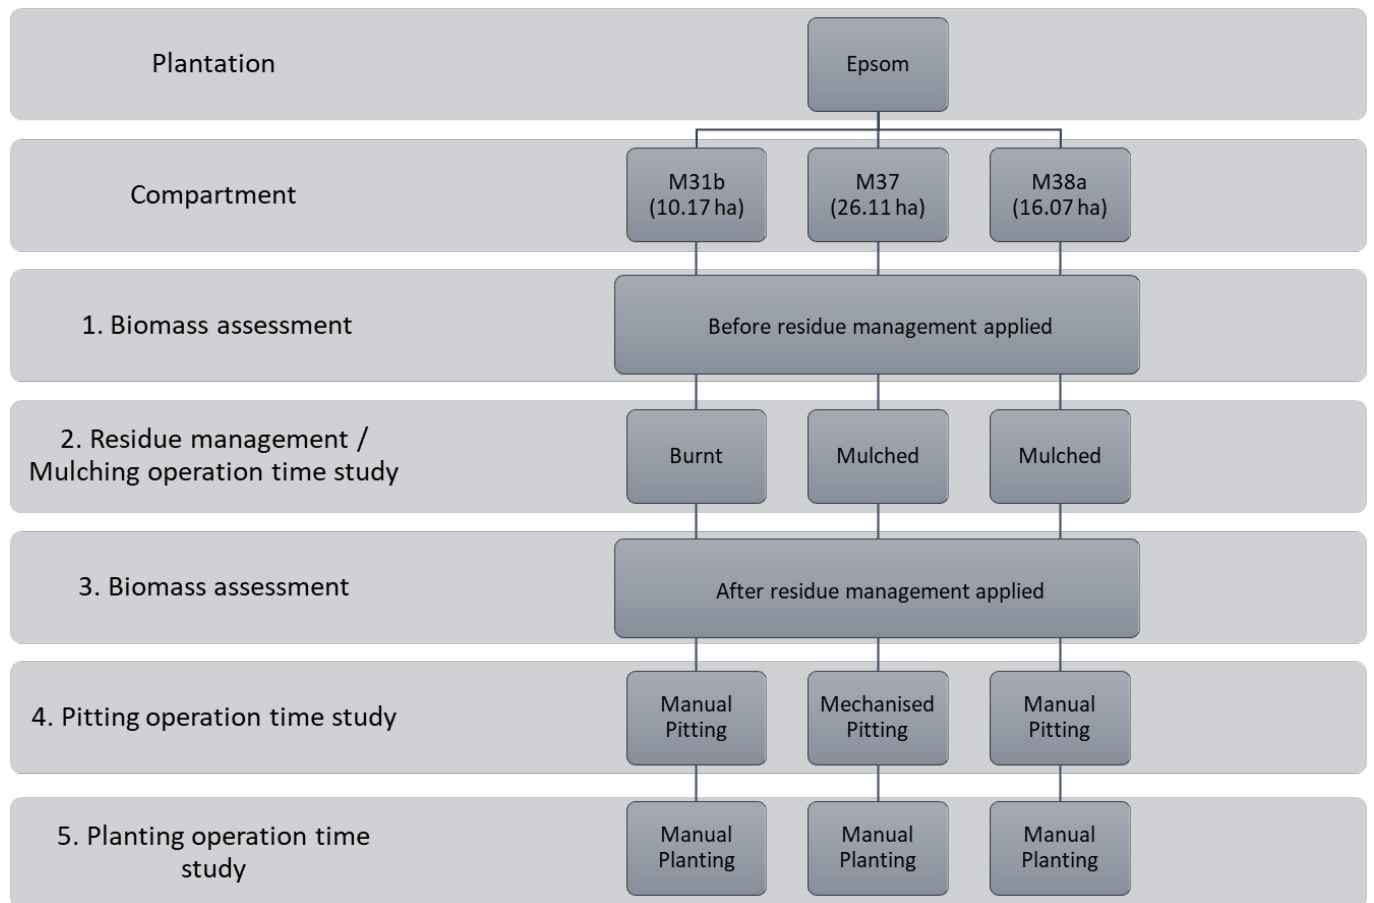 Plantation
Epsom
Compartment
M31b
(10.17 ha)
M37
(26.11 ha)
M38a
(16.07 ha)
1. Biomass assessment
Before residue management applied
2. Residue management /
Mulching operation time study
Burnt
Mulched
Mulched
3. Biomass assessment
After residue management applied
4. Pitting operation time study
Manual
Pitting
Mechanised
Pitting
Manual
Pitting
5. Planting operation time
study
Manual
Planting
Manual
Planting
Manual
Planting